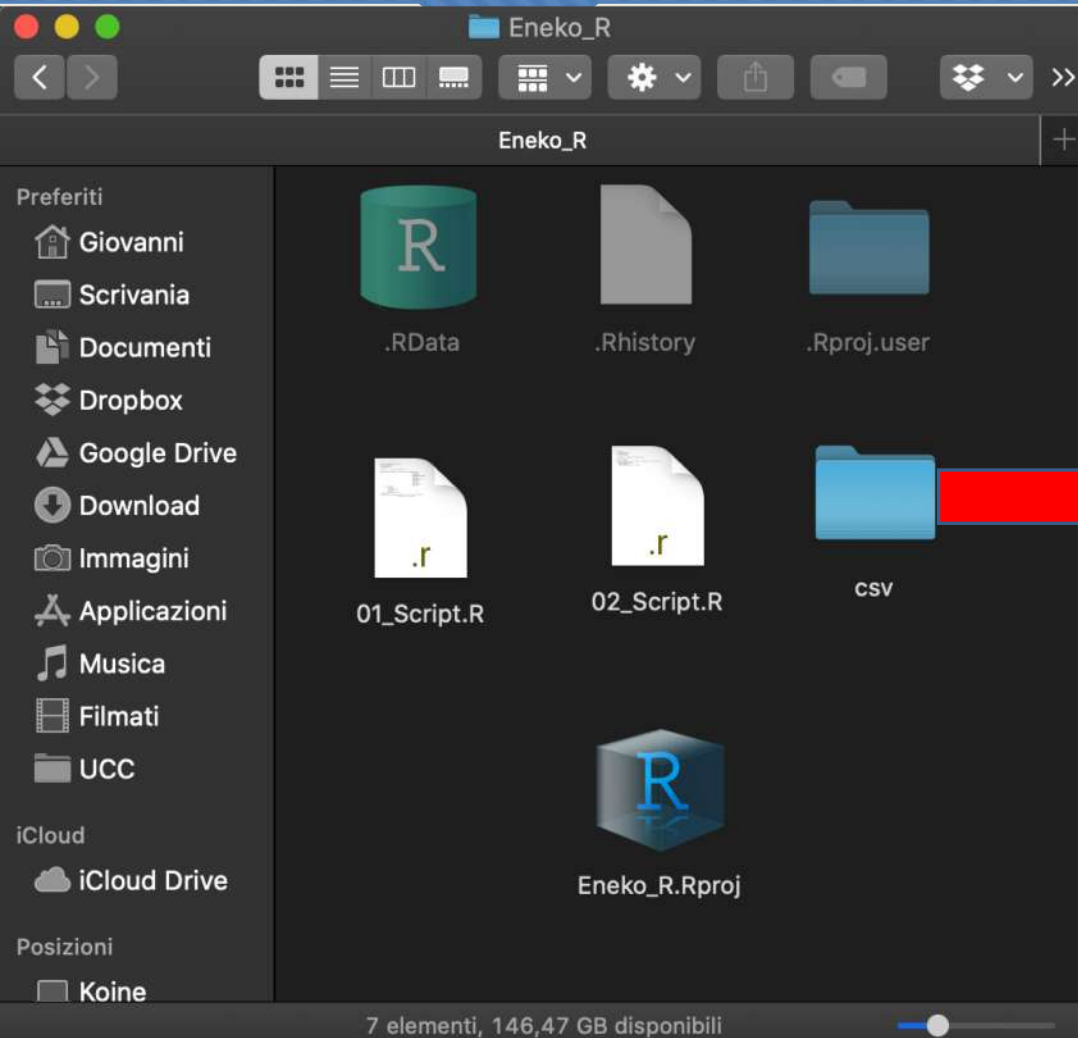 Eneko_R
Eneko_R
Preferiti
Giovanni
Scrivania
Documenti
Dropbox
Google Drive
Download
Immagini
Applicazioni
Musica
Filmati
UCC
iCloud
iCloud Drive
Posizioni
Koine
R
.RData
.Rhistory
.Rproj.user
.r
01_Script.R
.r
02_Script.R
csv
R
Eneko_R.Rproj
7 elementi, 146,47 GB disponibili